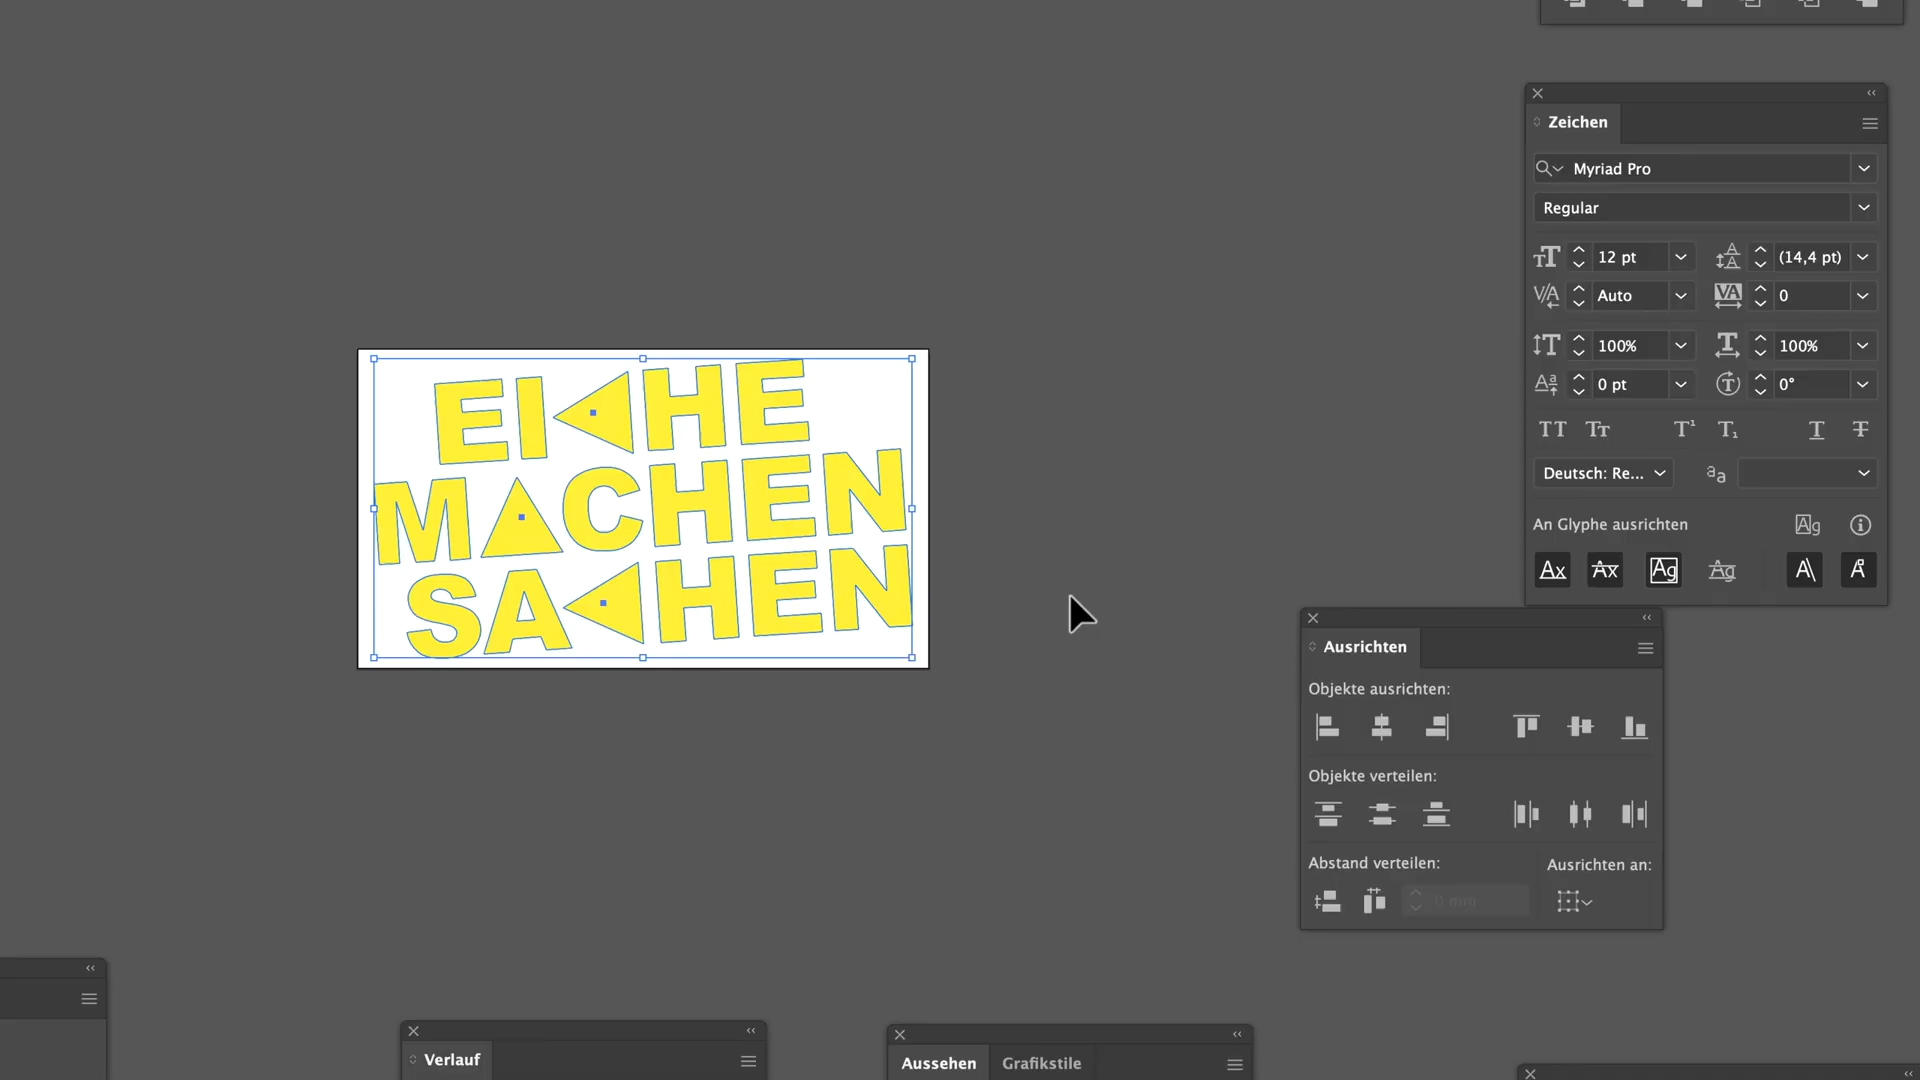 Zeichen
Myriad Pro
Regular
12 pt
(14,4 pt)
Auto
0
100%
100%
0 pt
0°
Deutsch: Re...
An Glyphe ausrichten
EI◀HE
M▲CHEN
SA◀HEN
Ausrichten
Objekte ausrichten:
Objekte verteilen:
Abstand verteilen:
Ausrichten an:
0 mm
Verlauf
Aussehen
Grafikstile